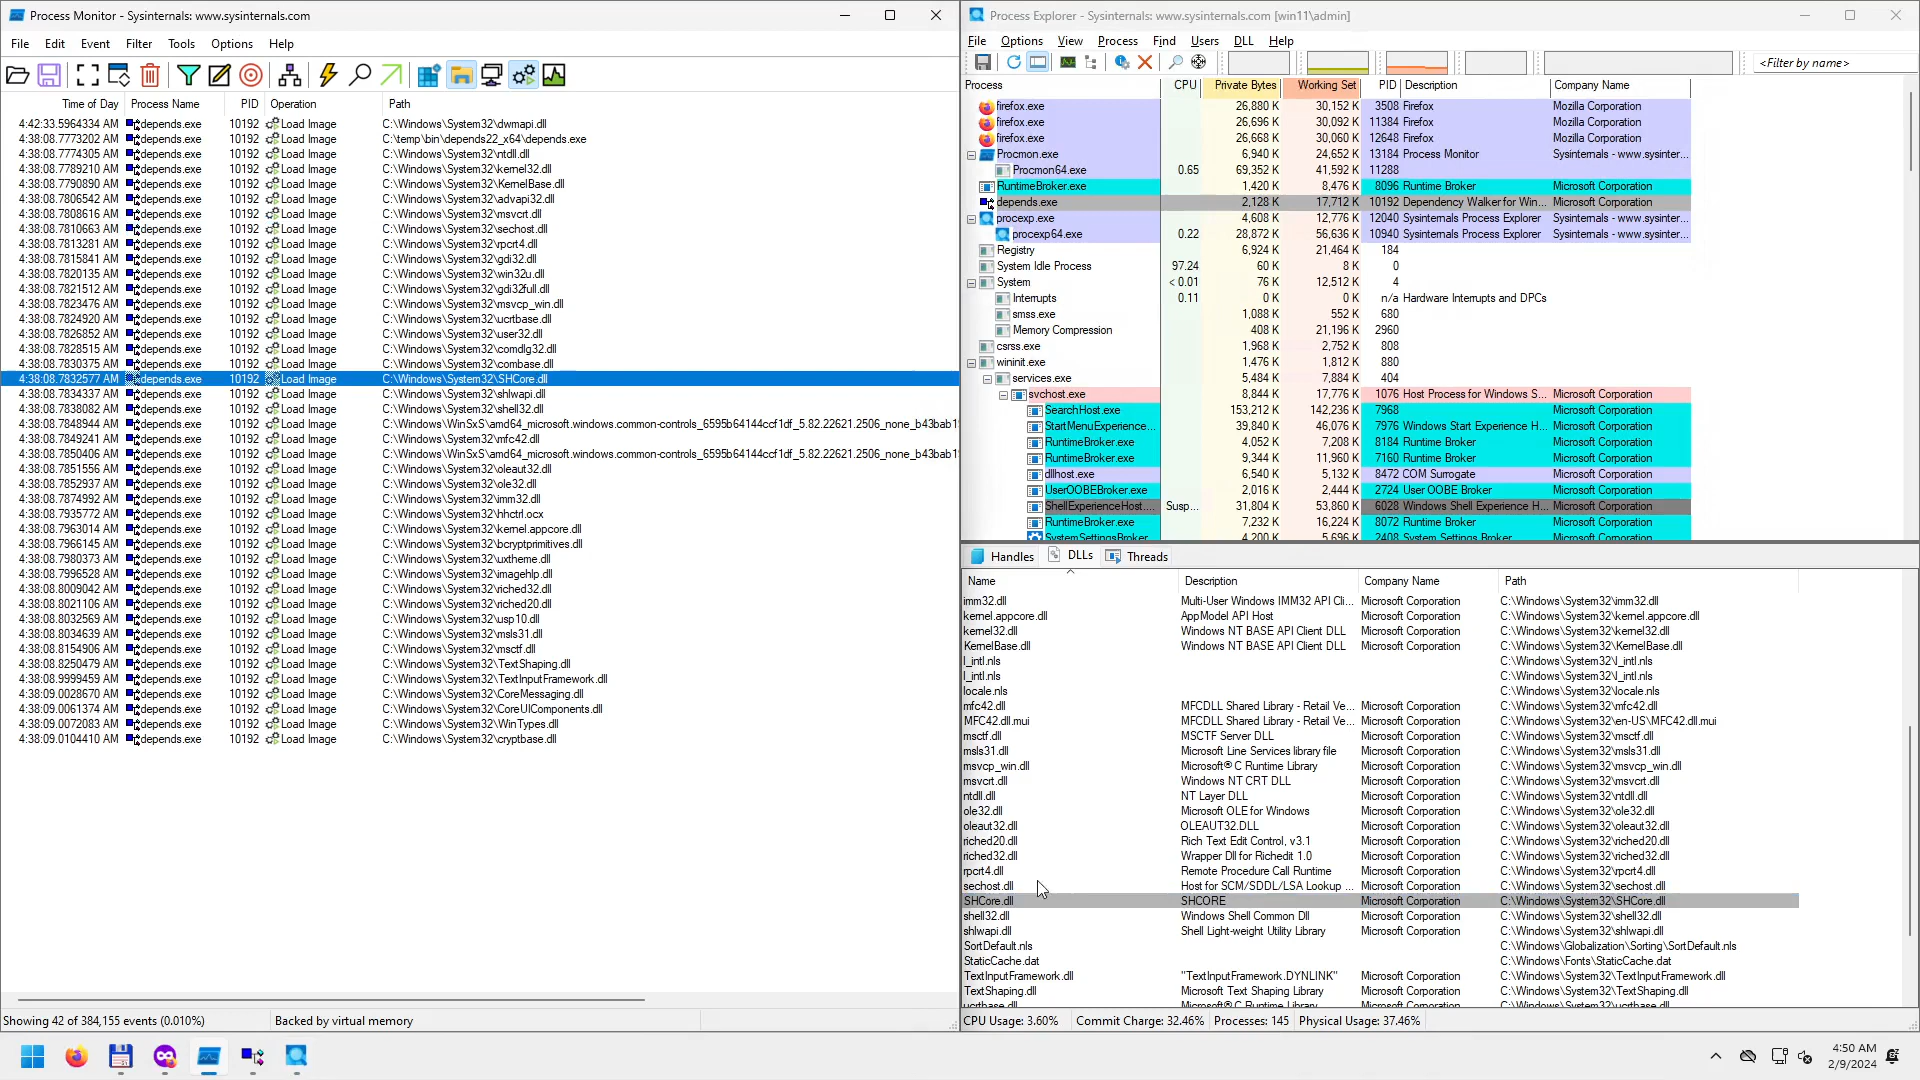 Process Monitor - Sysinternals: www.sysinternals.com
File Edit Event Filter Tools Options Help
Time of Day Process Name PID Operation Path
4:42:33.5964334 AM depends.exe 10192 Load Image C:\Windows\System32\dwmapi.dll
4:38:08.7773202 AM depends.exe 10192 Load Image C:\temp\bin\depends22_x64\depends.exe
4:38:08.7774305 AM depends.exe 10192 Load Image C:\Windows\System32\ntdll.dll
4:38:08.7789210 AM depends.exe 10192 Load Image C:\Windows\System32\kernel32.dll
4:38:08.7790890 AM depends.exe 10192 Load Image C:\Windows\System32\KernelBase.dll
4:38:08.7806542 AM depends.exe 10192 Load Image C:\Windows\System32\advapi32.dll
4:38:08.7808616 AM depends.exe 10192 Load Image C:\Windows\System32\msvcrt.dll
4:38:08.7810663 AM depends.exe 10192 Load Image C:\Windows\System32\sechost.dll
4:38:08.7813281 AM depends.exe 10192 Load Image C:\Windows\System32\rpcrt4.dll
4:38:08.7815841 AM depends.exe 10192 Load Image C:\Windows\System32\gdi32.dll
4:38:08.7820135 AM depends.exe 10192 Load Image C:\Windows\System32\win32u.dll
4:38:08.7821512 AM depends.exe 10192 Load Image C:\Windows\System32\gdi32full.dll
4:38:08.7823476 AM depends.exe 10192 Load Image C:\Windows\System32\msvcp_win.dll
4:38:08.7824920 AM depends.exe 10192 Load Image C:\Windows\System32\ucrtbase.dll
4:38:08.7826852 AM depends.exe 10192 Load Image C:\Windows\System32\user32.dll
4:38:08.7828515 AM depends.exe 10192 Load Image C:\Windows\System32\comdlg32.dll
4:38:08.7830375 AM depends.exe 10192 Load Image C:\Windows\System32\combase.dll
4:38:08.7832577 AM depends.exe 10192 Load Image C:\Windows\System32\SHCore.dll
4:38:08.7834337 AM depends.exe 10192 Load Image C:\Windows\System32\shlwapi.dll
4:38:08.7838082 AM depends.exe 10192 Load Image C:\Windows\System32\shell32.dll
4:38:08.7848944 AM depends.exe 10192 Load Image C:\Windows\WinSxS\amd64_microsoft.windows.common-controls_6595b64144ccf1df_5.82.22621.2506_none_b43bab1
4:38:08.7849241 AM depends.exe 10192 Load Image C:\Windows\System32\mfc42.dll
4:38:08.7850406 AM depends.exe 10192 Load Image C:\Windows\WinSxS\amd64_microsoft.windows.common-controls_6595b64144ccf1df_5.82.22621.2506_none_b43bab1
4:38:08.7851556 AM depends.exe 10192 Load Image C:\Windows\System32\oleaut32.dll
4:38:08.7852937 AM depends.exe 10192 Load Image C:\Windows\System32\ole32.dll
4:38:08.7874992 AM depends.exe 10192 Load Image C:\Windows\System32\imm32.dll
4:38:08.7935772 AM depends.exe 10192 Load Image C:\Windows\System32\hhctrl.ocx
4:38:08.7963014 AM depends.exe 10192 Load Image C:\Windows\System32\kernel.appcore.dll
4:38:08.7966145 AM depends.exe 10192 Load Image C:\Windows\System32\bcryptprimitives.dll
4:38:08.7980373 AM depends.exe 10192 Load Image C:\Windows\System32\uxtheme.dll
4:38:08.7996528 AM depends.exe 10192 Load Image C:\Windows\System32\imagehlp.dll
4:38:08.8009042 AM depends.exe 10192 Load Image C:\Windows\System32\riched32.dll
4:38:08.8021106 AM depends.exe 10192 Load Image C:\Windows\System32\riched20.dll
4:38:08.8032569 AM depends.exe 10192 Load Image C:\Windows\System32\usp10.dll
4:38:08.8034639 AM depends.exe 10192 Load Image C:\Windows\System32\msls31.dll
4:38:08.8154906 AM depends.exe 10192 Load Image C:\Windows\System32\msctf.dll
4:38:08.8250479 AM depends.exe 10192 Load Image C:\Windows\System32\TextShaping.dll
4:38:08.9999459 AM depends.exe 10192 Load Image C:\Windows\System32\TextInputFramework.dll
4:38:09.0028670 AM depends.exe 10192 Load Image C:\Windows\System32\CoreMessaging.dll
4:38:09.0061374 AM depends.exe 10192 Load Image C:\Windows\System32\CoreUIComponents.dll
4:38:09.0072083 AM depends.exe 10192 Load Image C:\Windows\System32\WinTypes.dll
4:38:09.0104410 AM depends.exe 10192 Load Image C:\Windows\System32\cryptbase.dll
Showing 42 of 384,155 events (0.010%) Backed by virtual memory
Process Explorer - Sysinternals: www.sysinternals.com [win11\admin]
File Options View Process Find Users DLL Help
<Filter by name>
Process CPU Private Bytes Working Set PID Description Company Name
firefox.exe 26,880 K 30,152 K 3508 Firefox Mozilla Corporation
firefox.exe 26,696 K 30,092 K 11384 Firefox Mozilla Corporation
firefox.exe 26,668 K 30,060 K 12648 Firefox Mozilla Corporation
Procmon.exe 6,940 K 24,652 K 13184 Process Monitor Sysinternals - www.sysinter...
Procmon64.exe 0.65 69,352 K 41,592 K 11288
RuntimeBroker.exe 1,420 K 8,476 K 8096 Runtime Broker Microsoft Corporation
depends.exe 2,128 K 17,712 K 10192 Dependency Walker for Win... Microsoft Corporation
procexp.exe 4,608 K 12,776 K 12040 Sysinternals Process Explorer Sysinternals - www.sysinter...
procexp64.exe 0.22 28,872 K 56,636 K 10940 Sysinternals Process Explorer Sysinternals - www.sysinter...
Registry 6,924 K 21,464 K 184
System Idle Process 97.24 60 K 8 K 0
System < 0.01 76 K 12,512 K 4
Interrupts 0.11 0 K 0 K n/a Hardware Interrupts and DPCs
smss.exe 1,088 K 552 K 680
Memory Compression 408 K 21,196 K 2960
csrss.exe 1,968 K 2,752 K 808
wininit.exe 1,476 K 1,812 K 880
services.exe 5,484 K 7,884 K 404
svchost.exe 8,844 K 17,776 K 1076 Host Process for Windows S... Microsoft Corporation
SearchHost.exe 153,212 K 142,236 K 7968 Microsoft Corporation
StartMenuExperience... 39,840 K 46,076 K 7976 Windows Start Experience H... Microsoft Corporation
RuntimeBroker.exe 4,052 K 7,208 K 8184 Runtime Broker Microsoft Corporation
RuntimeBroker.exe 9,344 K 11,960 K 7160 Runtime Broker Microsoft Corporation
dllhost.exe 6,540 K 5,132 K 8472 COM Surrogate Microsoft Corporation
UserOOBEBroker.exe 2,016 K 2,444 K 2724 User OOBE Broker Microsoft Corporation
ShellExperienceHost.... Susp... 31,804 K 53,860 K 6028 Windows Shell Experience H... Microsoft Corporation
RuntimeBroker.exe 7,232 K 16,224 K 8072 Runtime Broker Microsoft Corporation
SystemSettingsBroker 4,200 K 5,696 K 2408 System Settings Broker Microsoft Corporation
Handles DLLs Threads
Name Description Company Name Path
imm32.dll Multi-User Windows IMM32 API Cli... Microsoft Corporation C:\Windows\System32\imm32.dll
kernel.appcore.dll AppModel API Host Microsoft Corporation C:\Windows\System32\kernel.appcore.dll
kernel32.dll Windows NT BASE API Client DLL Microsoft Corporation C:\Windows\System32\kernel32.dll
KernelBase.dll Windows NT BASE API Client DLL Microsoft Corporation C:\Windows\System32\KernelBase.dll
l_intl.nls C:\Windows\System32\l_intl.nls
l_intl.nls C:\Windows\System32\l_intl.nls
locale.nls C:\Windows\System32\locale.nls
mfc42.dll MFCDLL Shared Library - Retail Ve... Microsoft Corporation C:\Windows\System32\mfc42.dll
MFC42.dll.mui MFCDLL Shared Library - Retail Ve... Microsoft Corporation C:\Windows\System32\en-US\MFC42.dll.mui
msctf.dll MSCTF Server DLL Microsoft Corporation C:\Windows\System32\msctf.dll
msls31.dll Microsoft Line Services library file Microsoft Corporation C:\Windows\System32\msls31.dll
msvcp_win.dll Microsoft® C Runtime Library Microsoft Corporation C:\Windows\System32\msvcp_win.dll
msvcrt.dll Windows NT CRT DLL Microsoft Corporation C:\Windows\System32\msvcrt.dll
ntdll.dll NT Layer DLL Microsoft Corporation C:\Windows\System32\ntdll.dll
ole32.dll Microsoft OLE for Windows Microsoft Corporation C:\Windows\System32\ole32.dll
oleaut32.dll OLEAUT32.DLL Microsoft Corporation C:\Windows\System32\oleaut32.dll
riched20.dll Rich Text Edit Control, v3.1 Microsoft Corporation C:\Windows\System32\riched20.dll
riched32.dll Wrapper Dll for Richedit 1.0 Microsoft Corporation C:\Windows\System32\riched32.dll
rpcrt4.dll Remote Procedure Call Runtime Microsoft Corporation C:\Windows\System32\rpcrt4.dll
sechost.dll Host for SCM/SDDL/LSA Lookup ... Microsoft Corporation C:\Windows\System32\sechost.dll
SHCore.dll SHCORE Microsoft Corporation C:\Windows\System32\SHCore.dll
shell32.dll Windows Shell Common Dll Microsoft Corporation C:\Windows\System32\shell32.dll
shlwapi.dll Shell Light-weight Utility Library Microsoft Corporation C:\Windows\System32\shlwapi.dll
SortDefault.nls C:\Windows\Globalization\Sorting\SortDefault.nls
StaticCache.dat C:\Windows\Fonts\StaticCache.dat
TextInputFramework.dll "TextInputFramework.DYNLINK" Microsoft Corporation C:\Windows\System32\TextInputFramework.dll
TextShaping.dll Microsoft Text Shaping Library Microsoft Corporation C:\Windows\System32\TextShaping.dll
ucrtbase.dll Microsoft® C Runtime Library Microsoft Corporation C:\Windows\System32\ucrtbase.dll
CPU Usage: 3.60% Commit Charge: 32.46% Processes: 145 Physical Usage: 37.46%
4:50 AM
2/9/2024